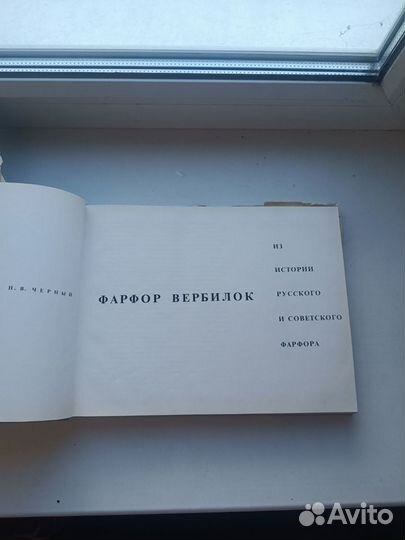 Н. Я. ЧЕРНЫЙ
ФАРФОР ВЕРБИЛОК
ИЗ
ИСТОРИИ
РУССКОГО
И СОВЕТСКОГО
ФАРФОРА
Avito